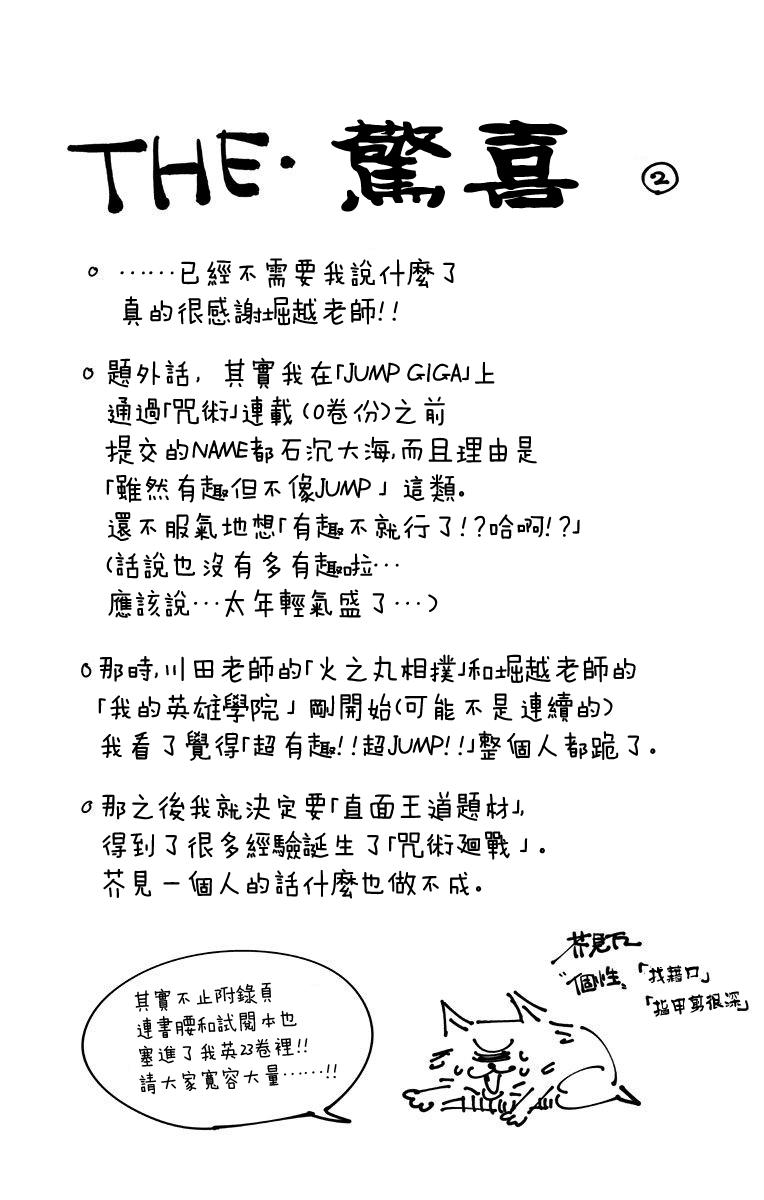 THE·驚喜 ②
。……已經不需要我說什麼了
真的很感謝堀越老師!!
。題外話，其實我在「JUMP GIGA」上
通過「咒術」連載(0卷份)之前
提交的NAME都石沉大海,而且理由是
「雖然有趣但不像JUMP」這類。
還不服氣地想「有趣不就行了!?哈啊!?」
(話說也沒有多有趣啦…
應該說…太年輕氣盛了…)
。那時,川田老師的「火之丸相撲」和堀越老師的
「我的英雄學院」剛開始(可能不是連續的)
我看了覺得「超有趣!!超JUMP!!」整個人都跪了。
。那之後我就決定要「直面王道題材」,
得到了很多經驗誕生了「咒術廻戰」。
芥見一個人的話什麼也做不成。
其實不止附錄頁
連書腰和試閱本也
塞進了我英23卷裡!!
請大家寬容大量……!!
芥見下々
"個性"「找藉口」
「指甲剪很深」